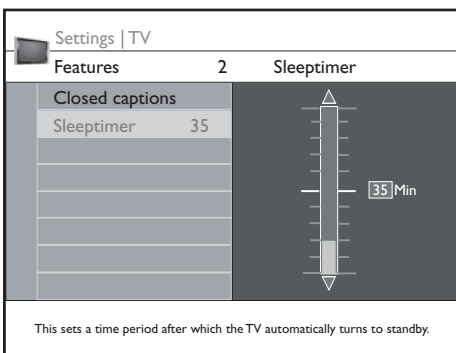 Settings | TV
Features 2 Sleeptimer
Closed captions
Sleeptimer 35
35 Min
This sets a time period after which the TV automatically turns to standby.